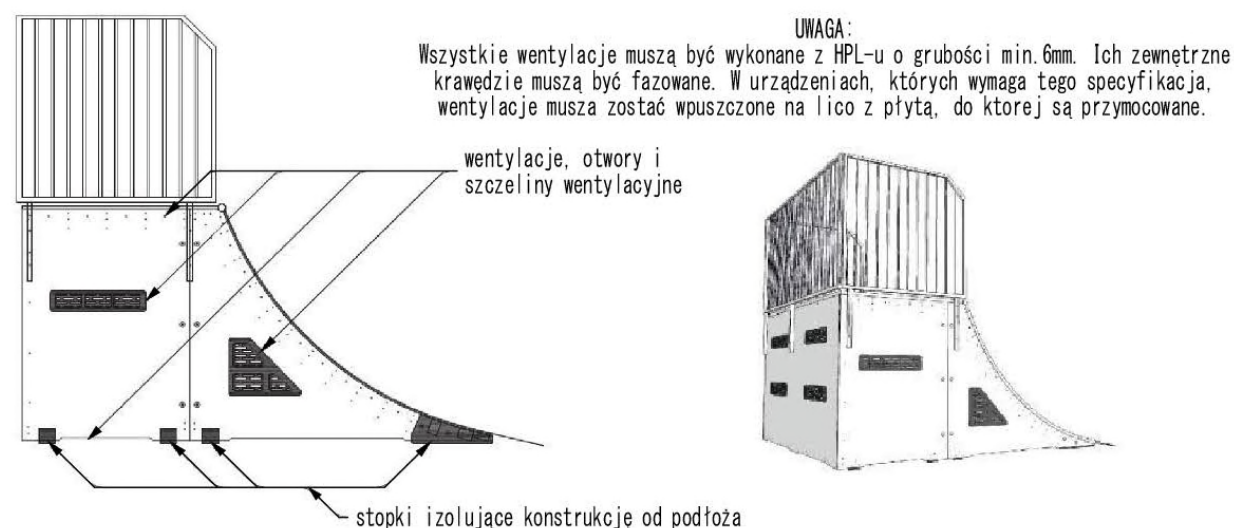 UWAGA:
Wszystkie wentylacje muszą być wykonane z HPL-u o grubości min.6mm. Ich zewnętrzne
krawędzie muszą być fazowane. W urządzeniach, których wymaga tego specyfikacja,
wentylacje musza zostać wpuszczone na lico z płytą, do ktorej są przymocowane.
wentylacje, otwory i
szczeliny wentylacyjne
stopki izolujące konstrukcję od podłoża